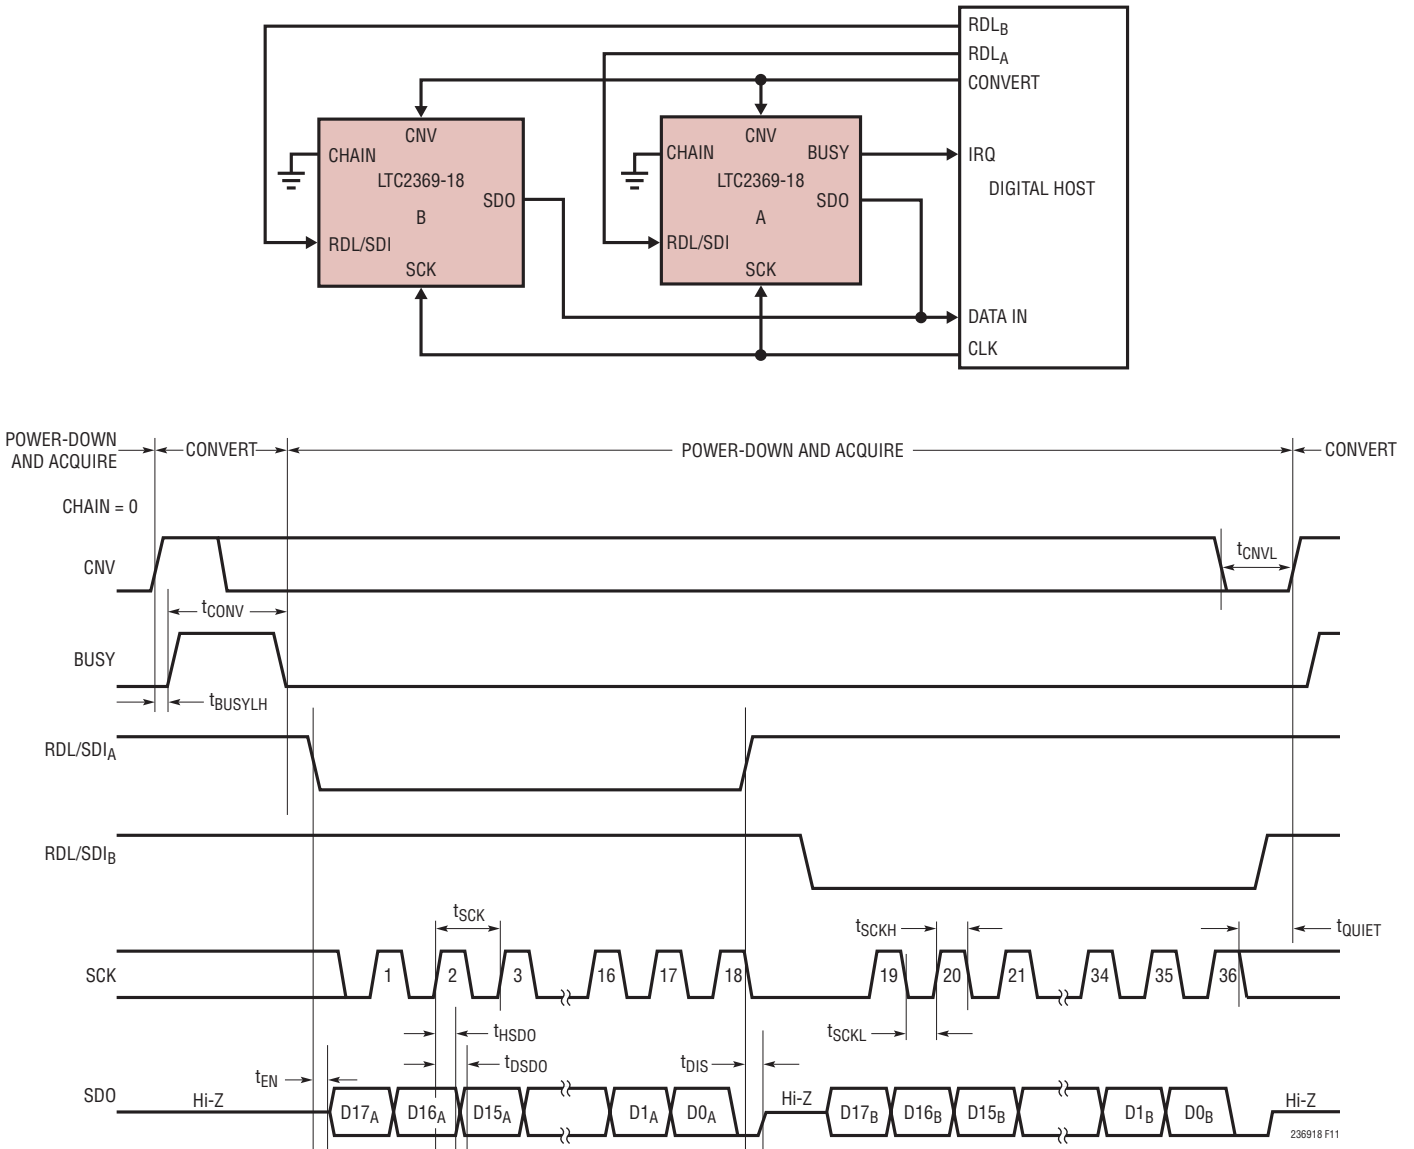 RDLB
RDLA
CONVERT
CNV
CNV
CHAIN
CHAIN
BUSY
IRQ
LTC2369-18
LTC2369-18
DIGITAL HOST
SDO
SDO
B
A
RDL/SDI
RDL/SDI
SCK
SCK
DATA IN
CLK
POWER-DOWN
AND ACQUIRE
CONVERT
POWER-DOWN AND ACQUIRE
CONVERT
CHAIN = 0
CNV
tCNVL
tCONV
BUSY
tBUSYLH
RDL/SDIA
RDL/SDIB
tSCK
tSCKH
tQUIET
SCK
1 2 3 16 17 18 19 20 21 34 35 36
tHSDO
tSCKL
tDSDO
tDIS
tEN
SDO
Hi-Z
D17A D16A D15A D1A D0A
Hi-Z
D17B D16B D15B D1B D0B
Hi-Z
236918 F11